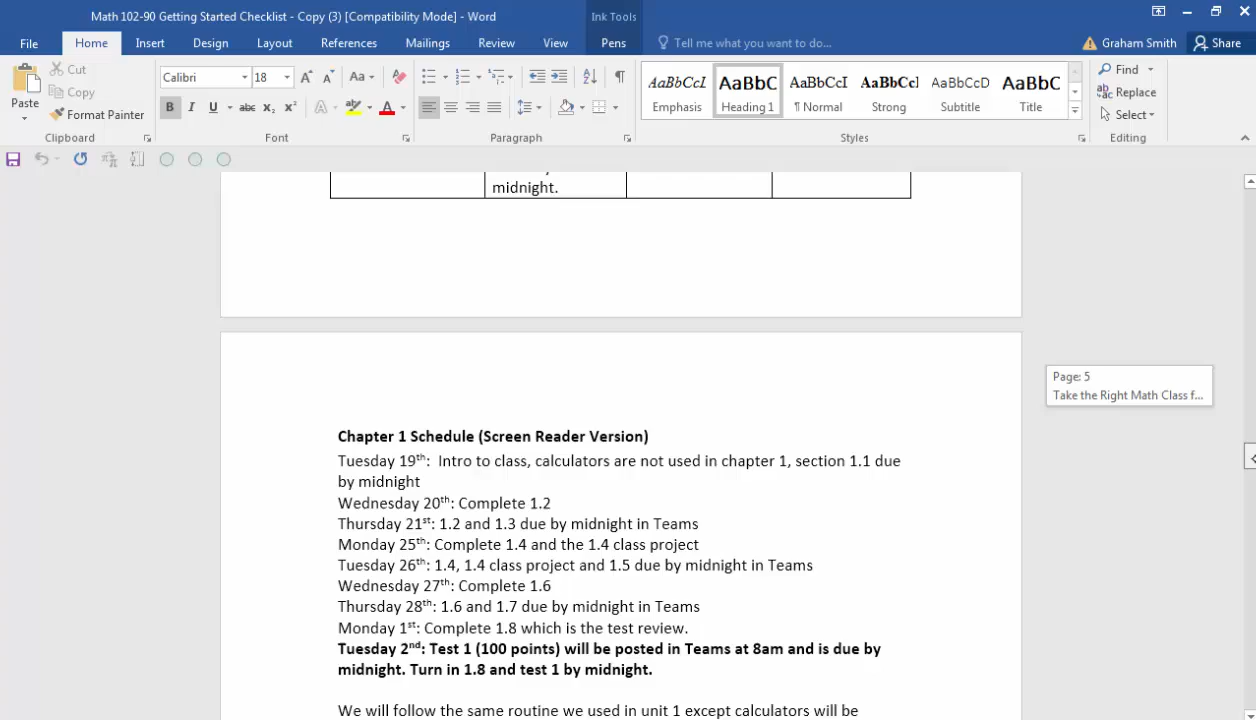 Math 102-90 Getting Started Checklist - Copy (3) [Compatibility Mode] - Word
Ink Tools
File Home Insert Design Layout References Mailings Review View Pens Tell me what you want to do... Graham Smith Share
Cut
Copy
Paste
Format Painter
Clipboard
Calibri 18
Font
Paragraph
AaBbCcI AaBbC AaBbCcI AaBbCcl AaBbCcD AaBbC
Emphasis Heading 1 ¶ Normal Strong Subtitle Title
Styles
Find
Replace
Select
Editing
midnight.
Page: 5
Take the Right Math Class f...
Chapter 1 Schedule (Screen Reader Version)
Tuesday 19th: Intro to class, calculators are not used in chapter 1, section 1.1 due
by midnight
Wednesday 20th: Complete 1.2
Thursday 21st: 1.2 and 1.3 due by midnight in Teams
Monday 25th: Complete 1.4 and the 1.4 class project
Tuesday 26th: 1.4, 1.4 class project and 1.5 due by midnight in Teams
Wednesday 27th: Complete 1.6
Thursday 28th: 1.6 and 1.7 due by midnight in Teams
Monday 1st: Complete 1.8 which is the test review.
Tuesday 2nd: Test 1 (100 points) will be posted in Teams at 8am and is due by
midnight. Turn in 1.8 and test 1 by midnight.
We will follow the same routine we used in unit 1 except calculators will be